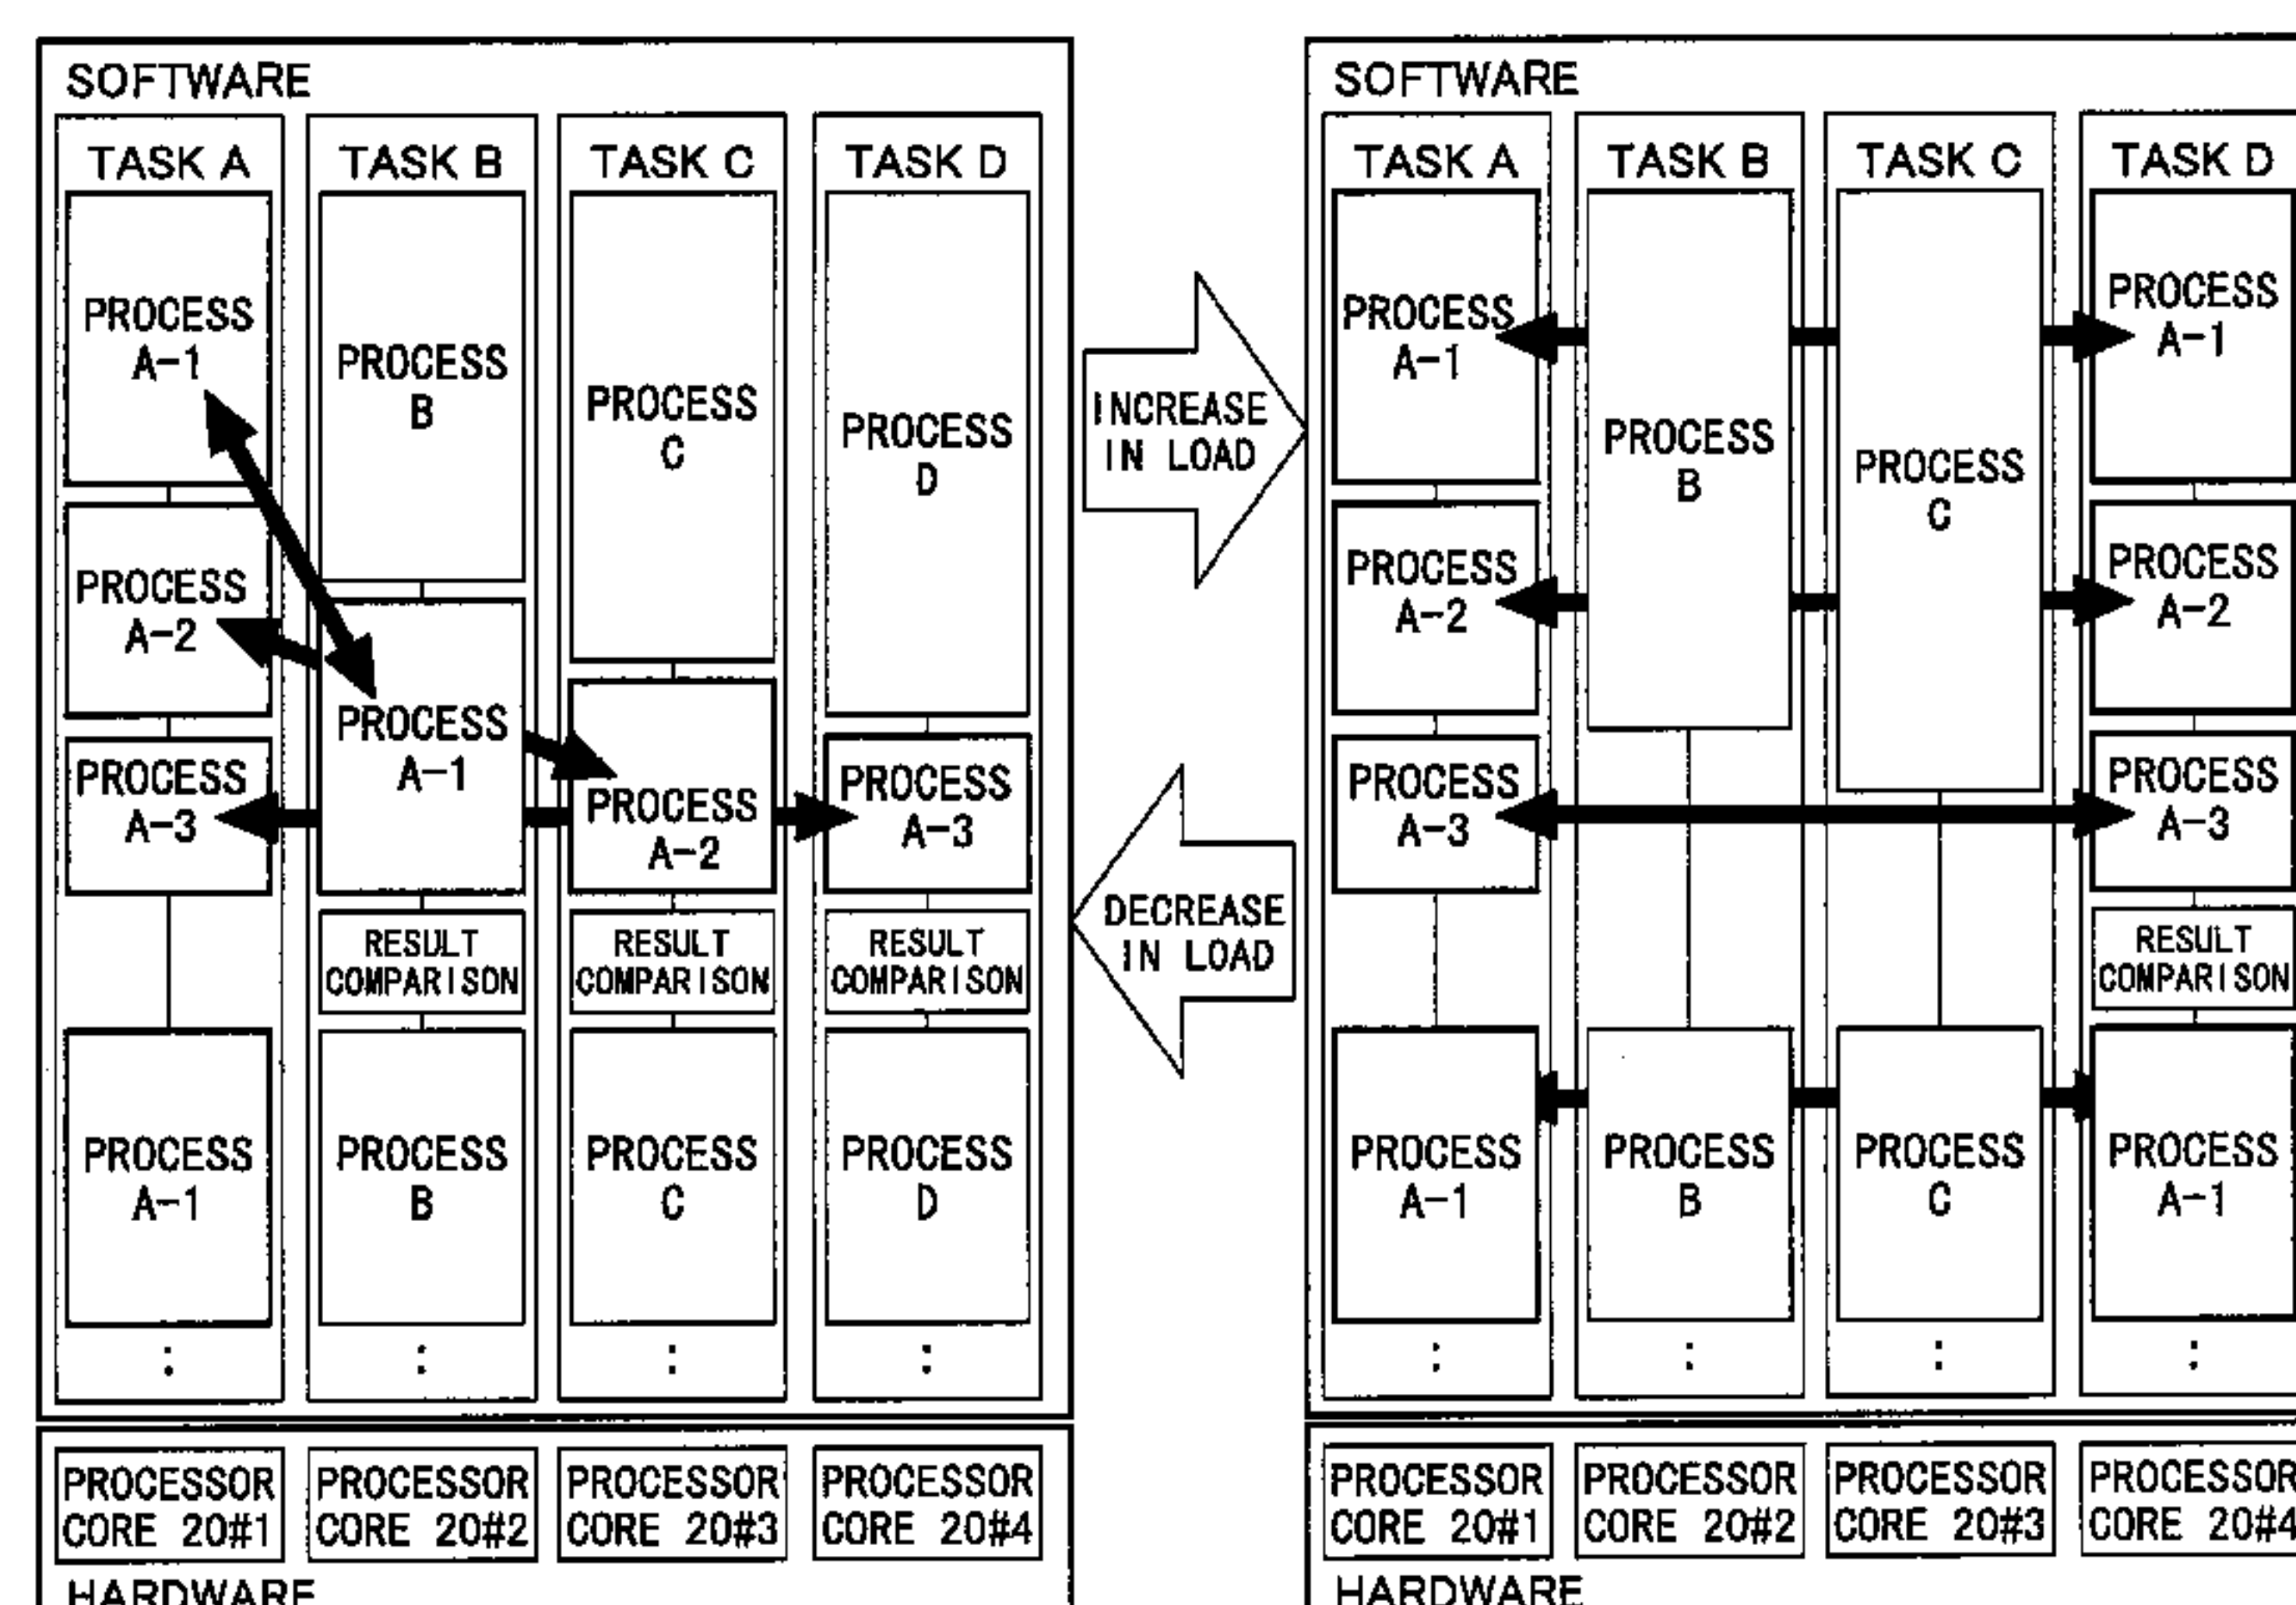 SOFTWARE
TASK A
PROCESS
A-1
PROCESS
A-2
PROCESS
A-3
PROCESS
A-1
:
TASK B
PROCESS
B
PROCESS
A-1
RESULT
COMPARISON
PROCESS
B
:
TASK C
PROCESS
C
PROCESS
A-2
RESULT
COMPARISON
PROCESS
C
:
TASK D
PROCESS
D
PROCESS
A-3
RESULT
COMPARISON
PROCESS
D
:
PROCESSOR
CORE 20#1
PROCESSOR
CORE 20#2
PROCESSOR
CORE 20#3
PROCESSOR
CORE 20#4
HARDWARE
INCREASE
IN LOAD
DECREASE
IN LOAD
SOFTWARE
TASK A
PROCESS
A-1
PROCESS
A-2
PROCESS
A-3
PROCESS
A-1
:
TASK B
PROCESS
B
PROCESS
B
:
TASK C
PROCESS
C
PROCESS
C
:
TASK D
PROCESS
A-1
PROCESS
A-2
PROCESS
A-3
RESULT
COMPARISON
PROCESS
A-1
:
PROCESSOR
CORE 20#1
PROCESSOR
CORE 20#2
PROCESSOR
CORE 20#3
PROCESSOR
CORE 20#4
HARDWARE